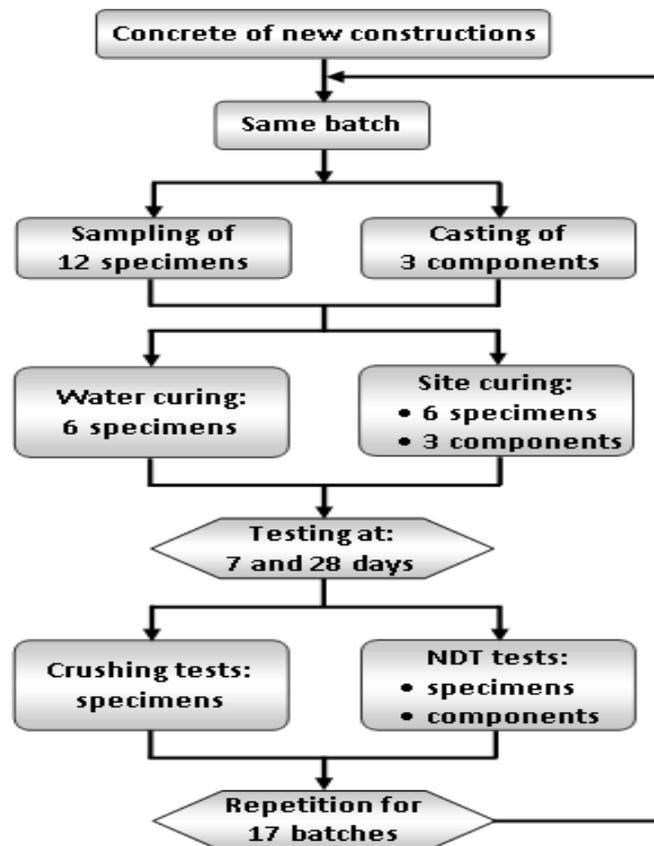 Concrete of new constructions
Same batch
Sampling of
12 specimens
Casting of
3 components
Water curing:
6 specimens
Site curing:
• 6 specimens
• 3 components
Testing at:
7 and 28 days
Crushing tests:
specimens
NDT tests:
• specimens
• components
Repetition for
17 batches